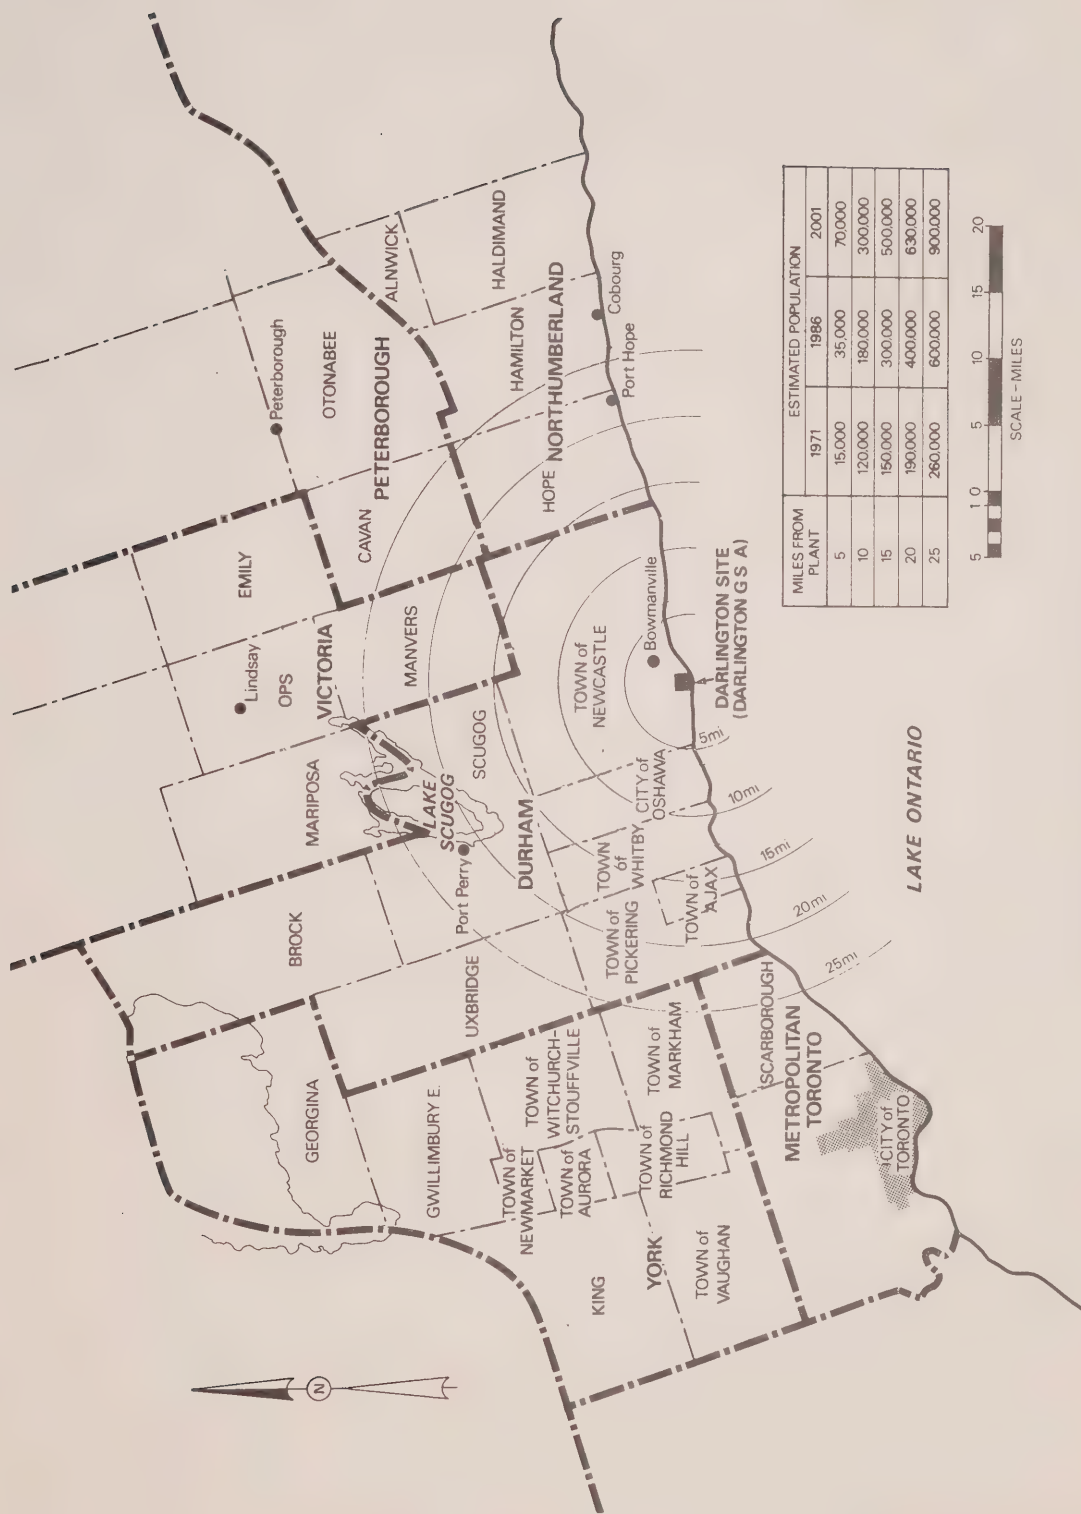 Peterborough
OTONABEE
PETERBOROUGH
ALNWICK
HALDIMAND
HAMILTON
NORTHUMBERLAND
Cobourg
Port Hope
HOPE
CAVAN
EMILY
Lindsay
OPS
VICTORIA
MANVERS
MARIPOSA
LAKE
SCUGOG
SCUGOG
Port Perry
DURHAM
TOWN of
NEWCASTLE
Bowmanville
DARLINGTON SITE
(DARLINGTON G S A)
CITY of
OSHAWA
TOWN
of
WHITBY
TOWN of
AJAX
TOWN of
PICKERING
BROCK
UXBRIDGE
GEORGINA
GWILLIMBURY E.
TOWN of
WITCHURCH-
STOUFFVILLE
TOWN of
MARKHAM
TOWN of
NEWMARKET
TOWN of
AURORA
TOWN of
RICHMOND
HILL
KING
YORK
TOWN of
VAUGHAN
SCARBOROUGH
METROPOLITAN
TORONTO
CITY of
TORONTO
5mi
10mi
15mi
20mi
25mi
LAKE ONTARIO
N
MILES FROM
PLANT
ESTIMATED POPULATION
1971 1986 2001
5 15.000 35,000 70,000
10 120.000 180.000 300.000
15 150.000 300.000 500.000
20 190.000 400.000 630.000
25 260.000 600.000 900.000
5 1 0 5 10 15 20
SCALE – MILES